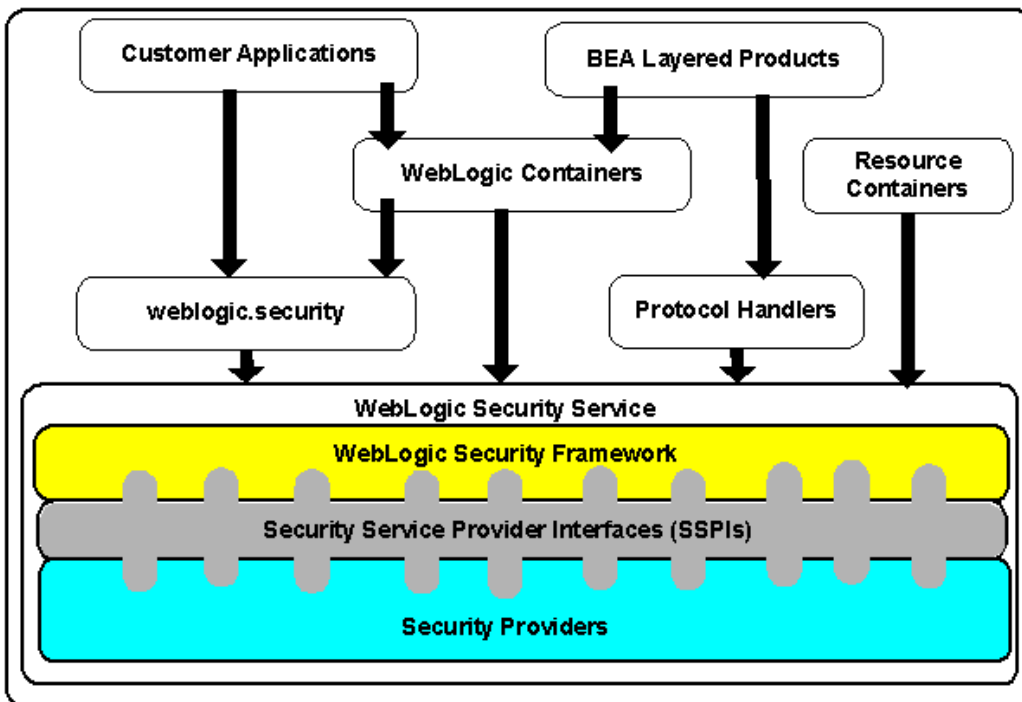 Customer Applications
BEA Layered Products
WebLogic Containers
Resource
Containers
weblogic.security
Protocol Handlers
WebLogic Security Service
WebLogic Security Framework
Security Service Provider Interfaces (SSPIs)
Security Providers